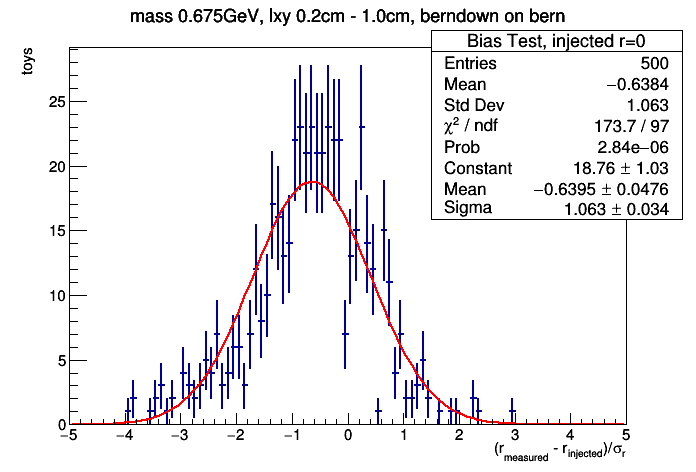 mass 0.675GeV, lxy 0.2cm - 1.0cm, berndown on bern
toys
Bias Test, injected r=0
Entries 500
Mean −0.6384
Std Dev 1.063
χ² / ndf 173.7 / 97
Prob 2.84e−06
Constant 18.76 ± 1.03
Mean −0.6395 ± 0.0476
Sigma 1.063 ± 0.034
25
20
15
10
5
0
−5 −4 −3 −2 −1 0 1 2 3 4 5
(r_measured - r_injected)/σ_r